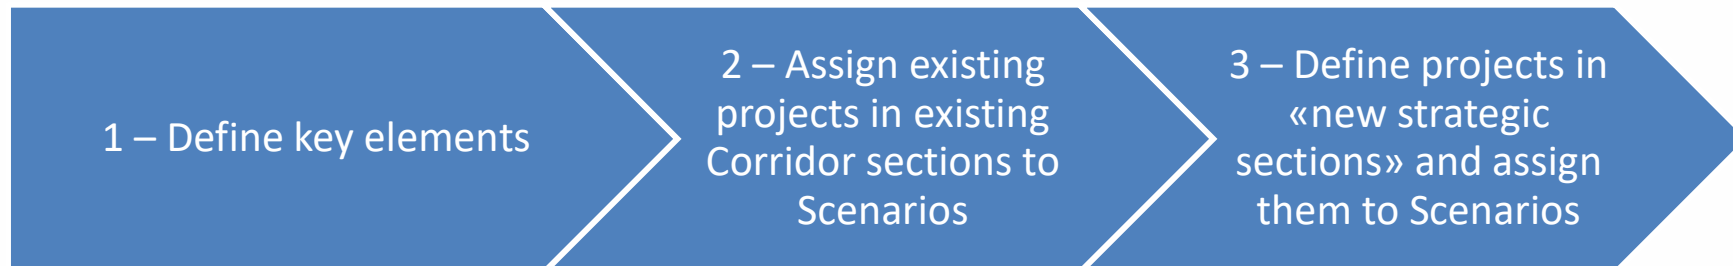 1 – Define key elements
2 – Assign existing
projects in existing
Corridor sections to
Scenarios
3 – Define projects in
«new strategic
sections» and assign
them to Scenarios